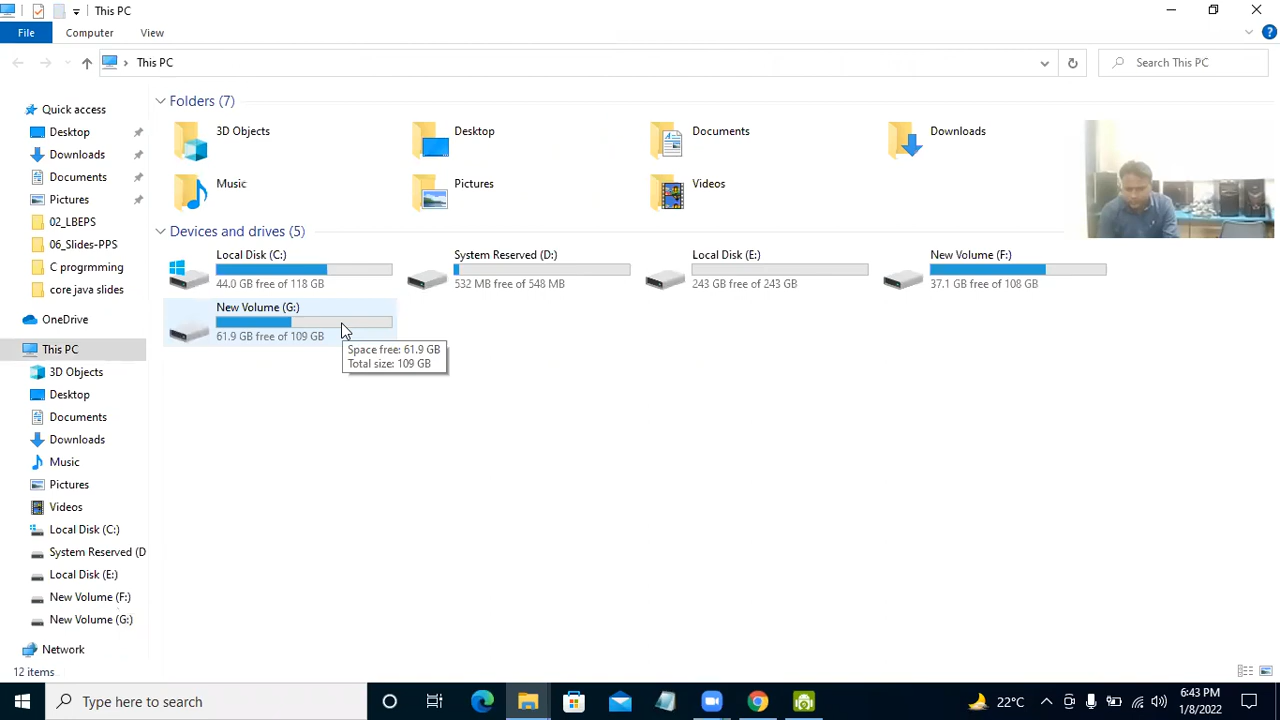 This PC
File
Computer
View
This PC
Search This PC
Quick access
Desktop
Downloads
Documents
Pictures
02_LBEPS
06_Slides-PPS
C progrmming
core java slides
OneDrive
This PC
3D Objects
Desktop
Documents
Downloads
Music
Pictures
Videos
Local Disk (C:)
System Reserved (D
Local Disk (E:)
New Volume (F:)
New Volume (G:)
Network
Folders (7)
3D Objects
Desktop
Documents
Downloads
Music
Pictures
Videos
Devices and drives (5)
Local Disk (C:)
44.0 GB free of 118 GB
System Reserved (D:)
532 MB free of 548 MB
Local Disk (E:)
243 GB free of 243 GB
New Volume (F:)
37.1 GB free of 108 GB
New Volume (G:)
61.9 GB free of 109 GB
Space free: 61.9 GB
Total size: 109 GB
12 items
Type here to search
22°C
6:43 PM
1/8/2022